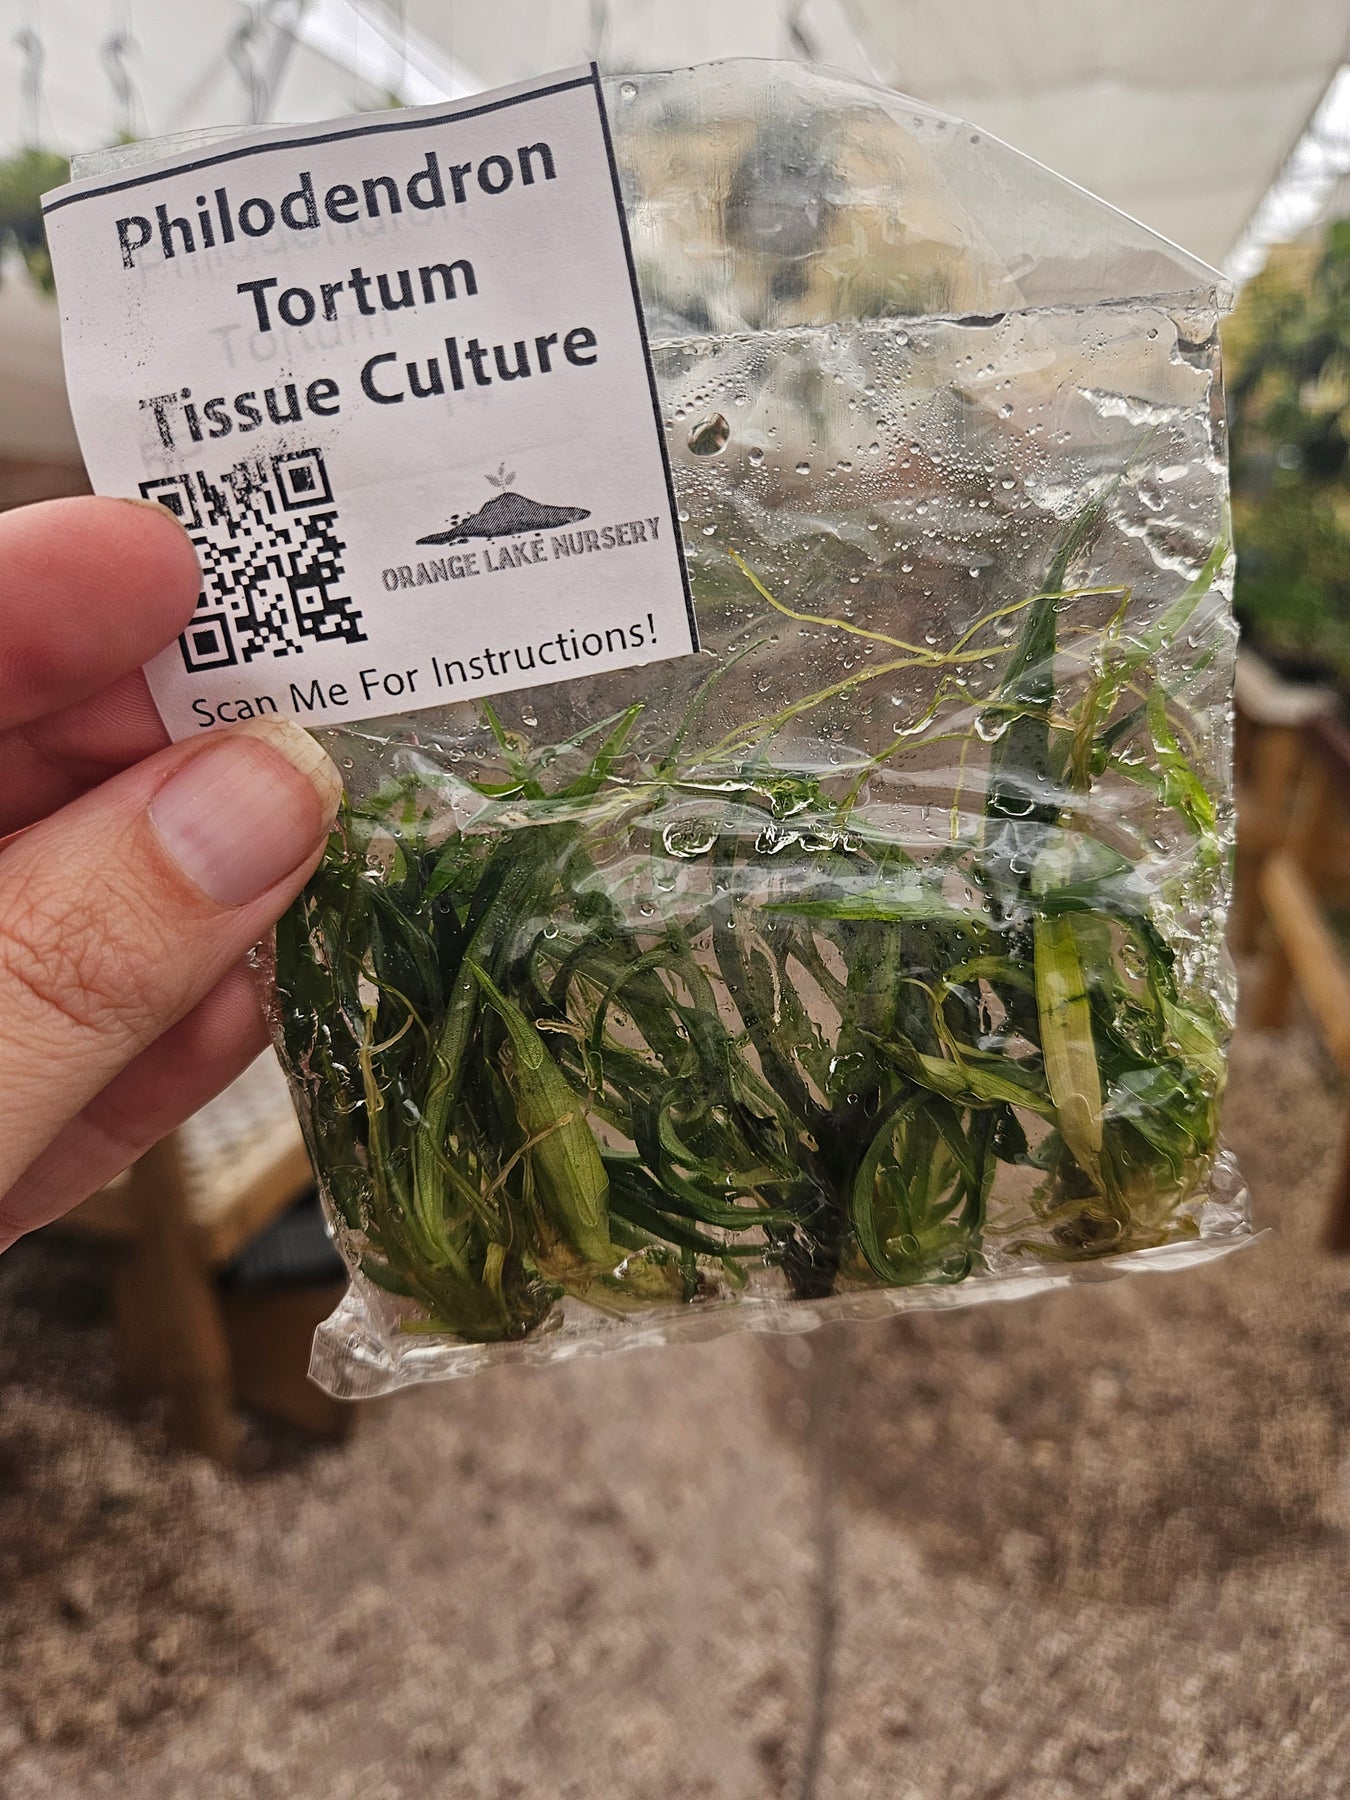 Philodendron
Tortum
Tissue Culture
ORANGE LAKE NURSERY
Scan Me For Instructions!